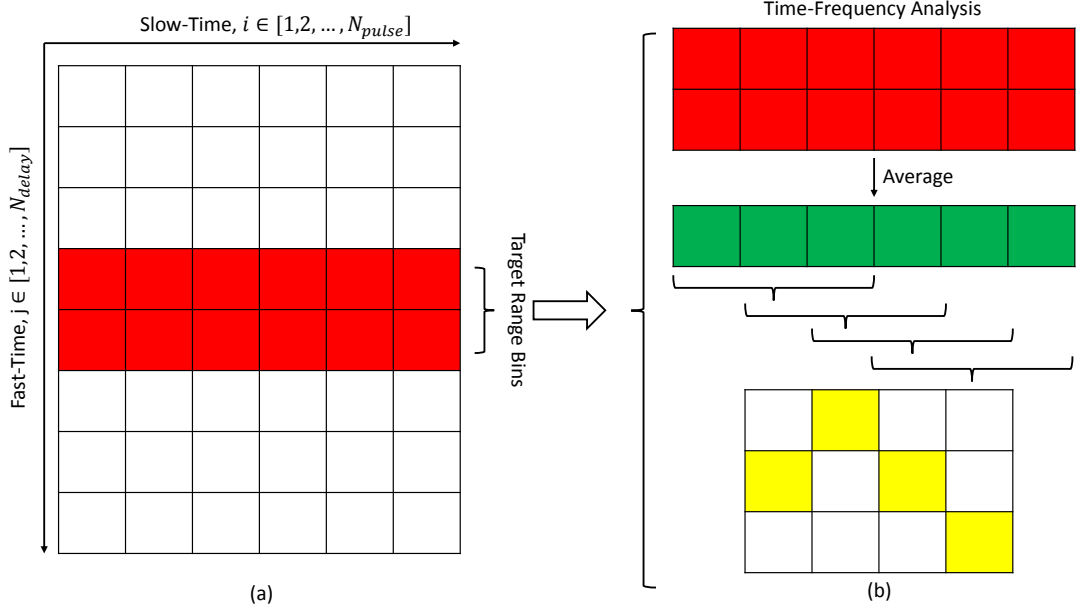 Slow-Time, i ∈ [1,2, … , N_pulse]
Fast-Time, j ∈ [1,2, … , N_delay]
Target Range Bins
(a)
Time-Frequency Analysis
Average
(b)